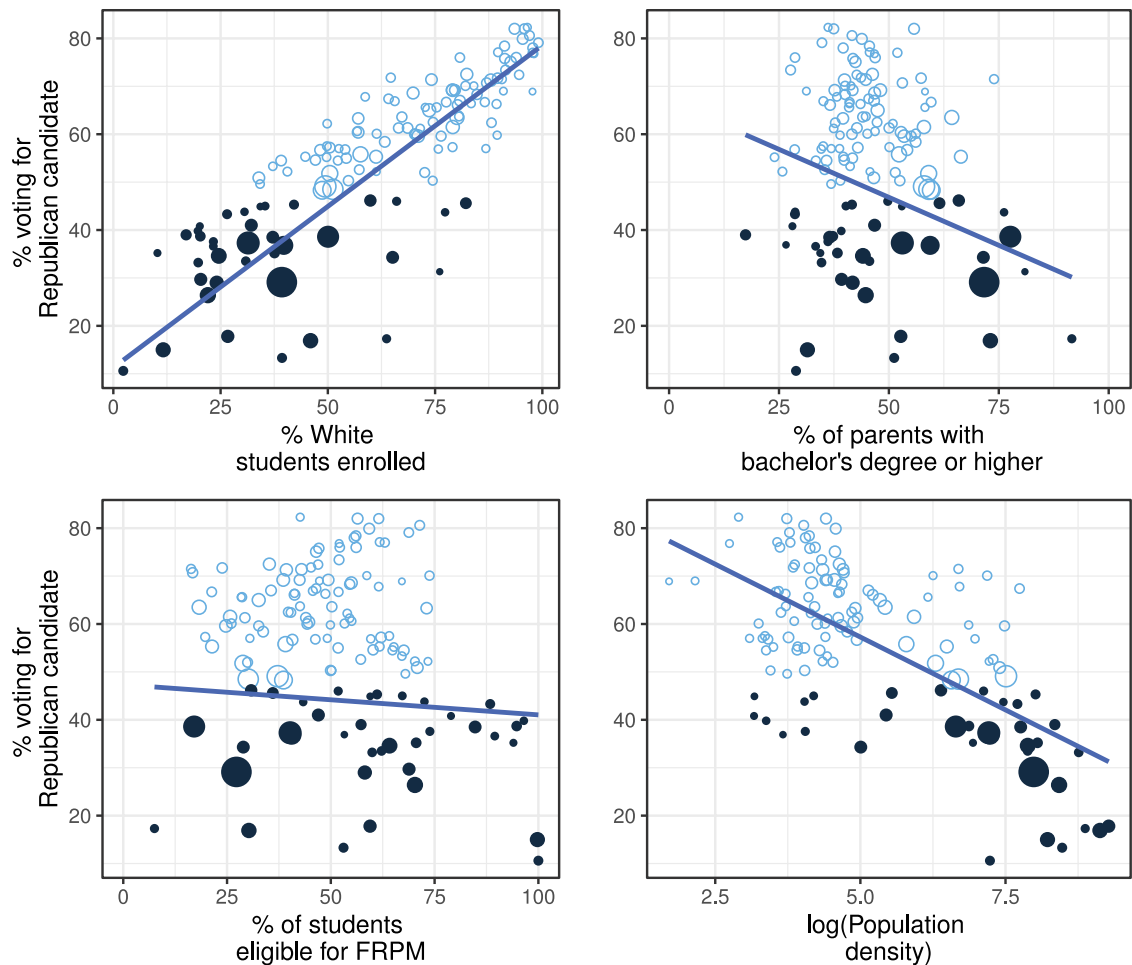 % voting for
Republican candidate
80
60
40
20
0
25
50
75
100
% White
students enrolled
80
60
40
20
0
25
50
75
100
% of parents with
bachelor's degree or higher
% voting for
Republican candidate
80
60
40
20
0
25
50
75
100
% of students
eligible for FRPM
80
60
40
20
2.5
5.0
7.5
log(Population
density)